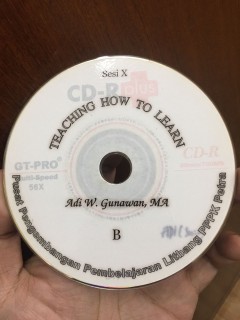 Sesi X
CD-R
TEACHING HOW TO LEARN
GT-PRO
56X
CD-R
Adi W. Gunawan, MA
B
Pusat Pengembangan Pembelajaran Litbang PPPK Petra